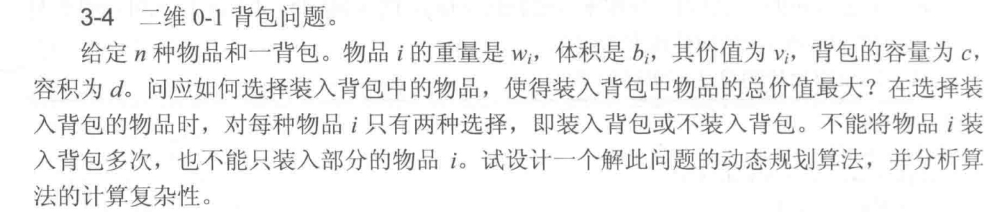 3-4 二维 0-1 背包问题。
给定 n 种物品和一背包。物品 i 的重量是 wᵢ，体积是 bᵢ，其价值为 vᵢ，背包的容量为 c，
容积为 d。问应如何选择装入背包中的物品，使得装入背包中物品的总价值最大？在选择装
入背包的物品时，对每种物品 i 只有两种选择，即装入背包或不装入背包。不能将物品 i 装
入背包多次，也不能只装入部分的物品 i。试设计一个解此问题的动态规划算法，并分析算
法的计算复杂性。